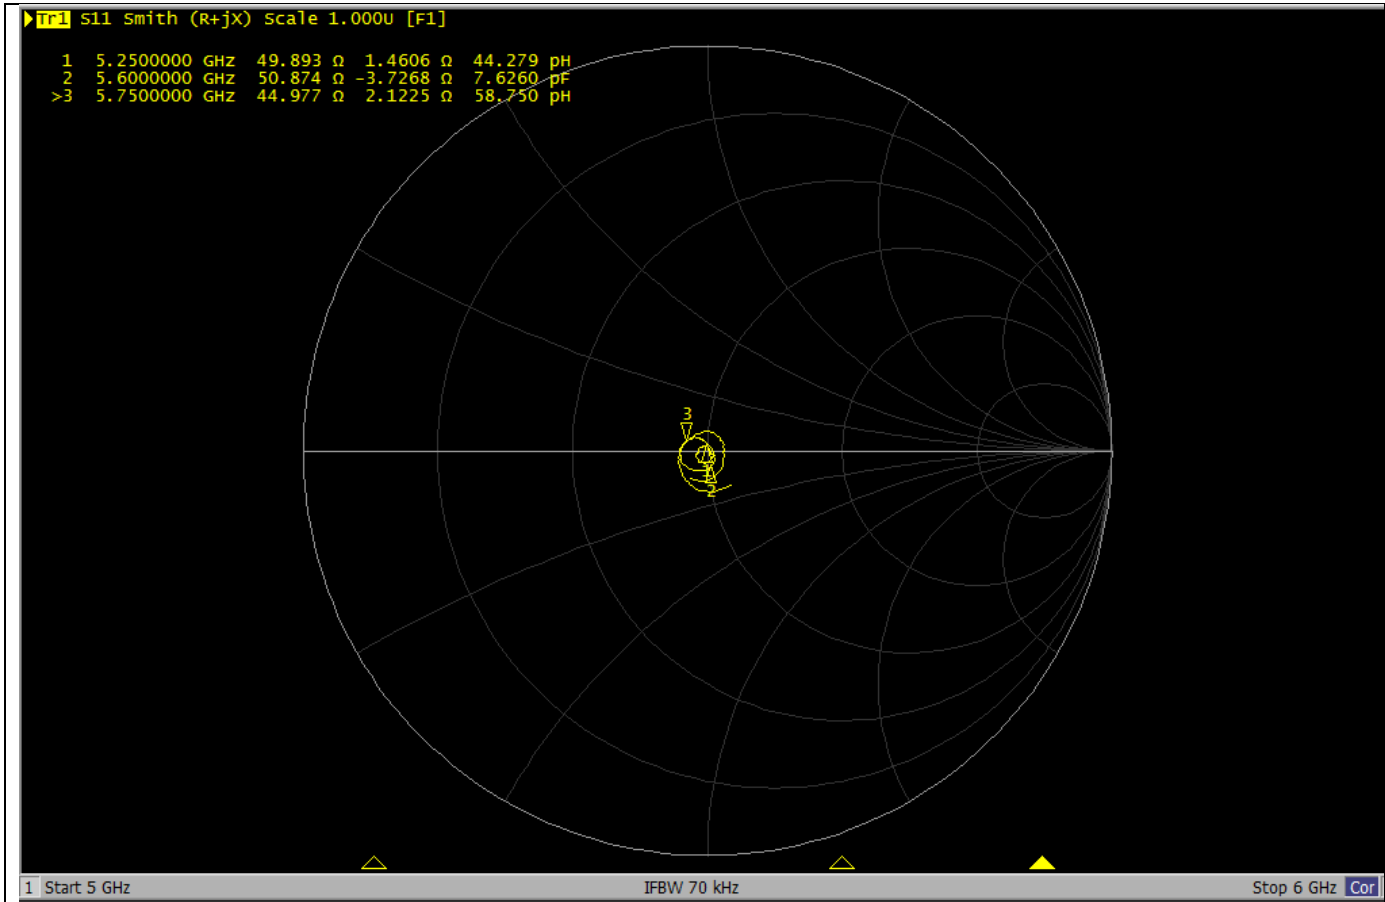 Tr1 S11 Smith (R+jX) Scale 1.000U [F1]
1 5.2500000 GHz 49.893 Ω 1.4606 Ω 44.279 pH
2 5.6000000 GHz 50.874 Ω -3.7268 Ω 7.6260 pF
>3 5.7500000 GHz 44.977 Ω 2.1225 Ω 58.750 pH
3
2
1 Start 5 GHz IFBW 70 kHz Stop 6 GHz Cor